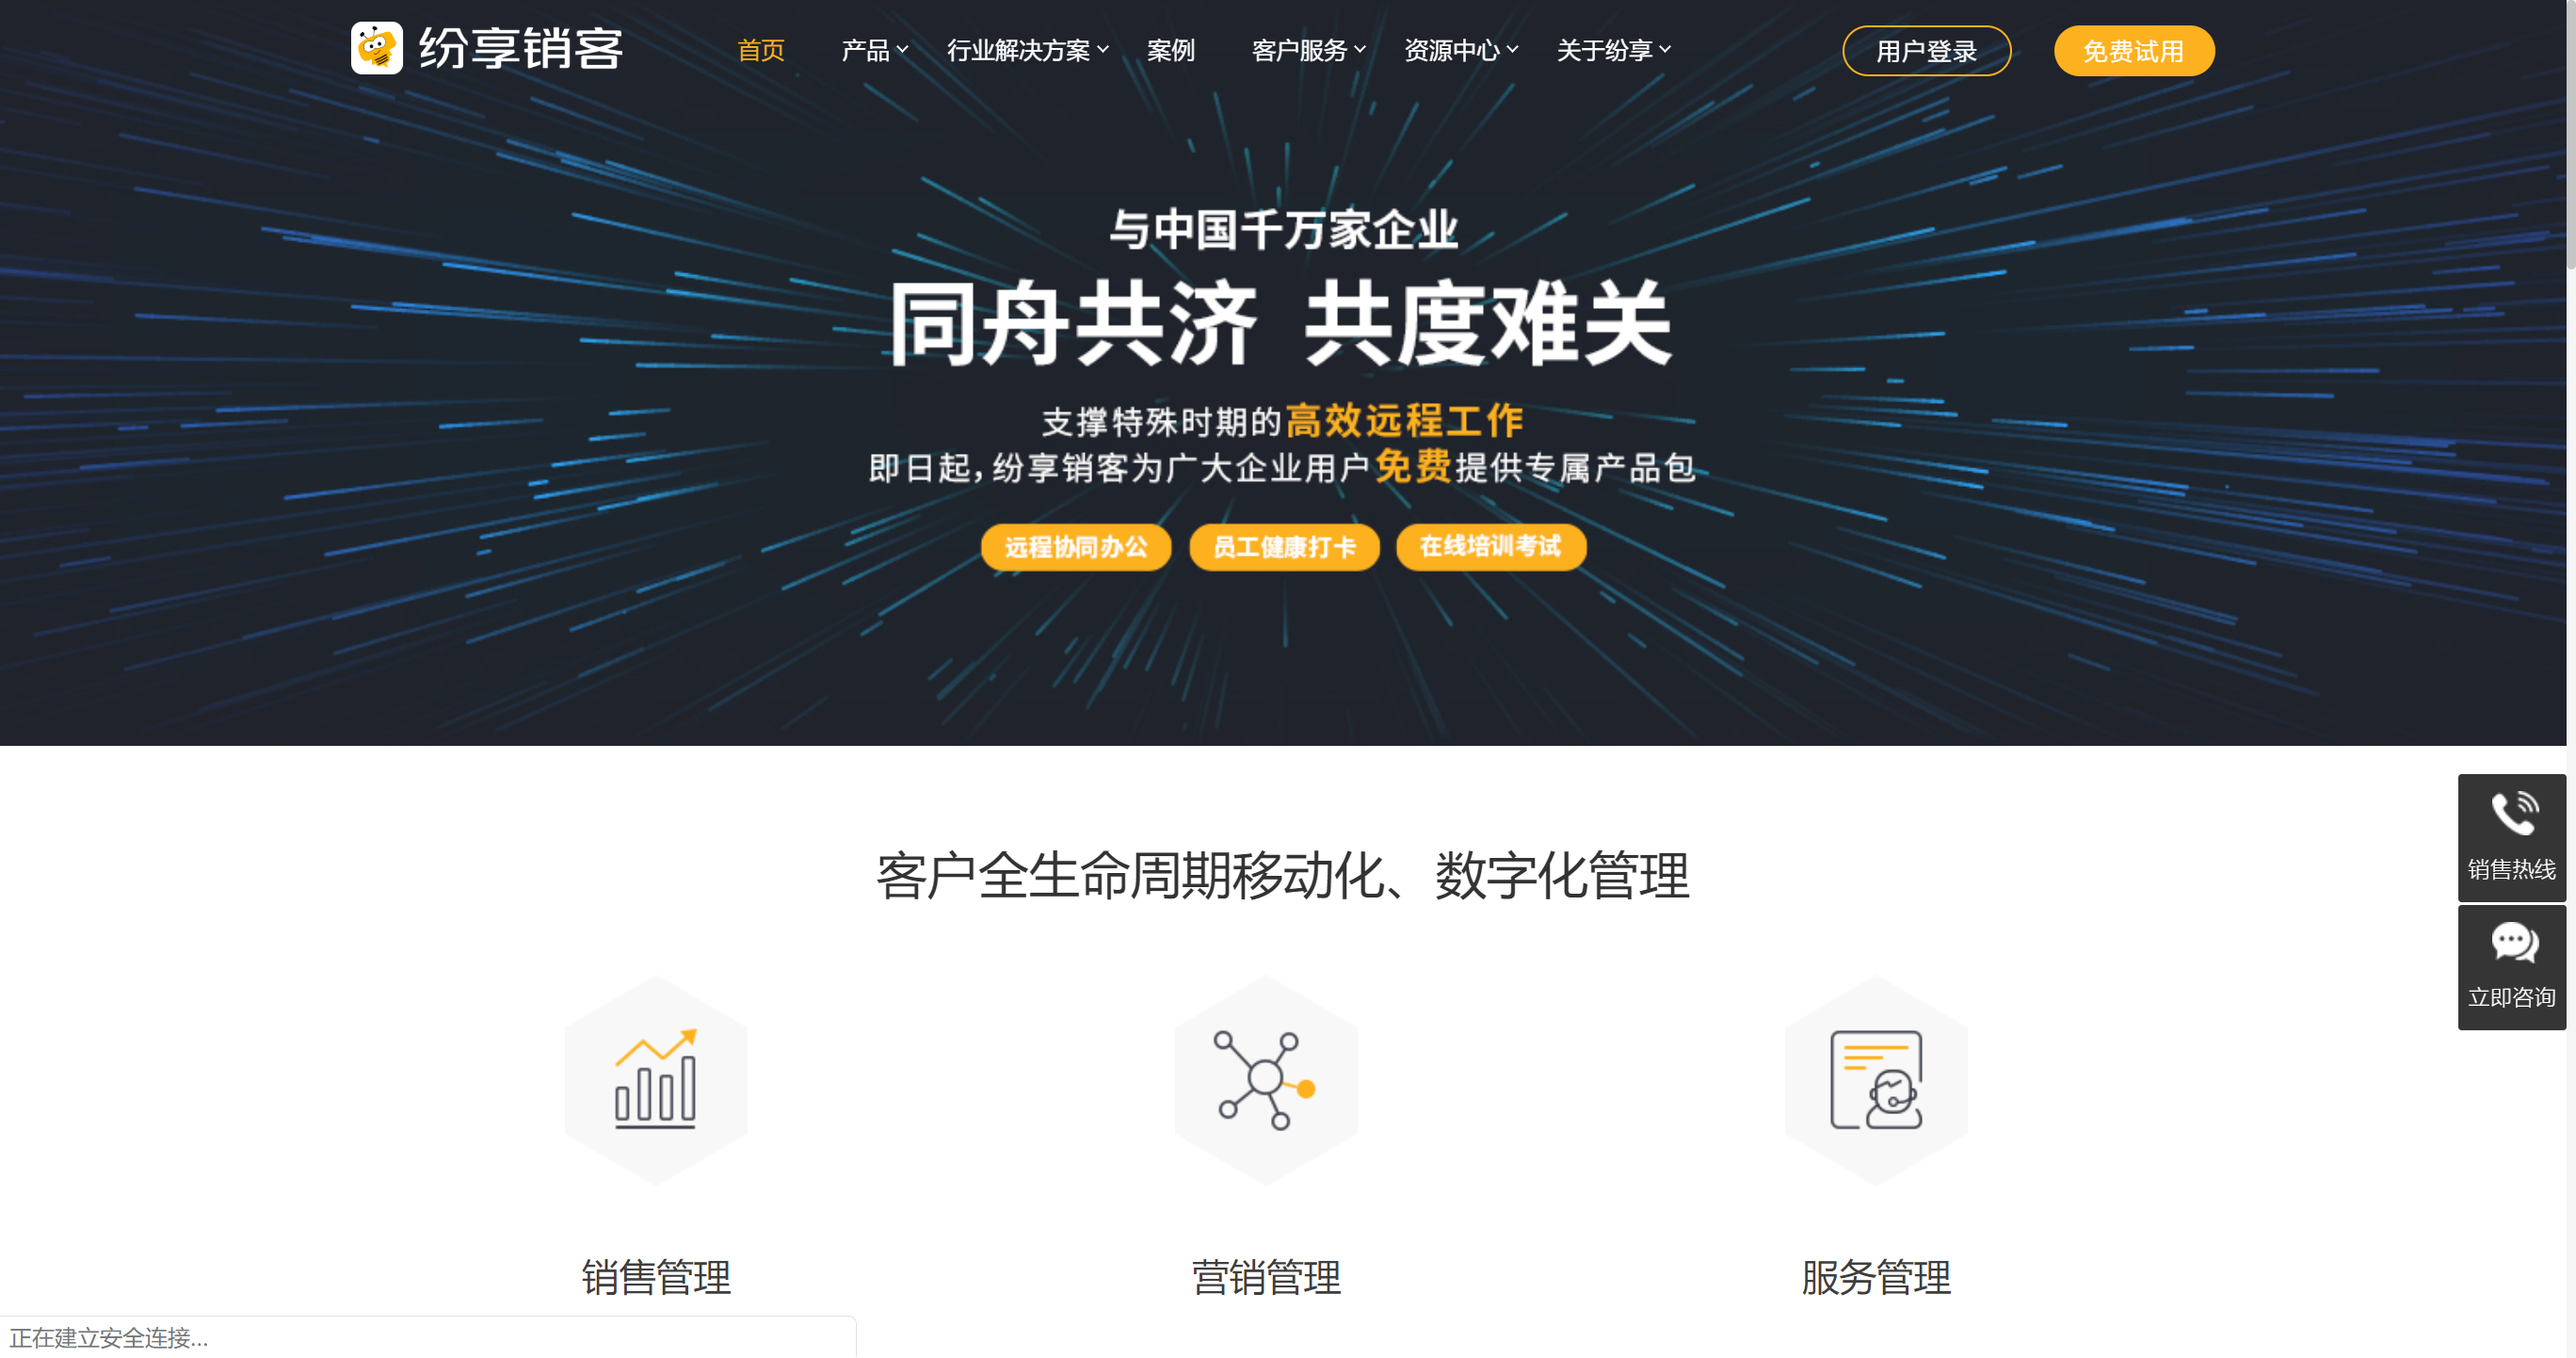 纷享销客 首页 产品 行业解决方案 案例 客户服务 资源中心 关于纷享 用户登录 免费试用
与中国千万家企业
同舟共济 共度难关
支撑特殊时期的高效远程工作
即日起，纷享销客为广大企业用户免费提供专属产品包
远程协同办公 员工健康打卡 在线培训考试
客户全生命周期移动化、数字化管理
销售热线
立即咨询
销售管理 营销管理 服务管理
正在建立安全连接...